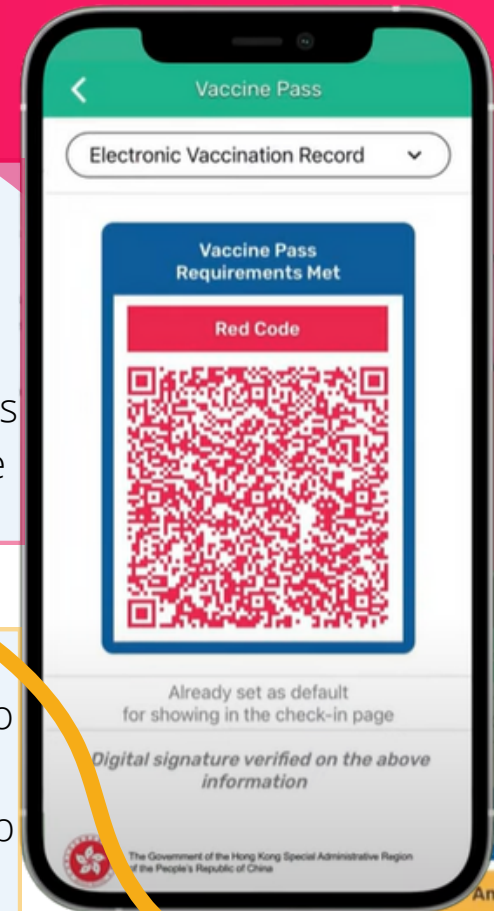 Vaccine Pass
Electronic Vaccination Record
Vaccine Pass
Requirements Met
Red Code
Already set as default
for showing in the check-in page
Digital signature verified on the above
information
The Government of the Hong Kong Special Administrative Region
of the People's Republic of China